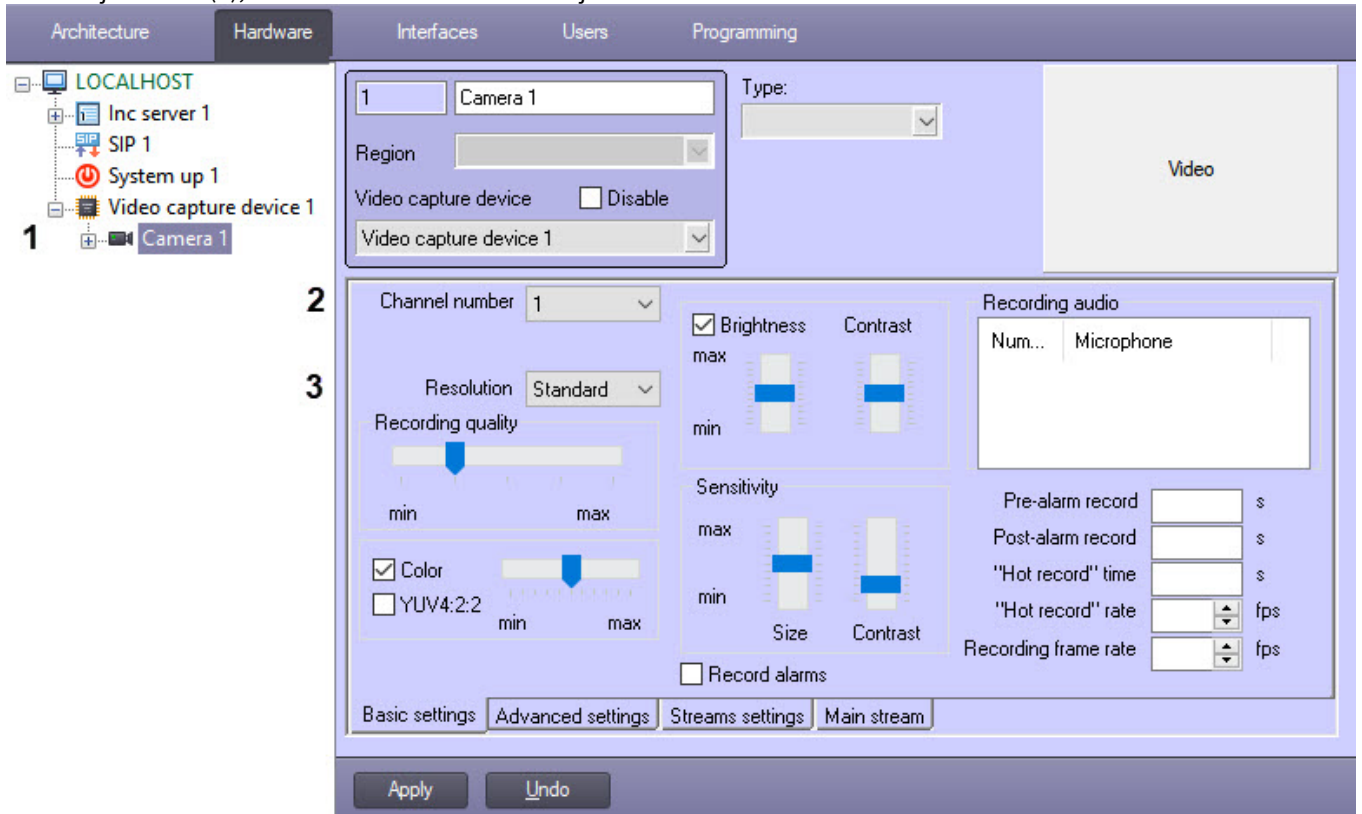 Architecture Hardware Interfaces Users Programming
LOCALHOST
Inc server 1
SIP 1
System up 1
Video capture device 1
1 Camera 1
1 Camera 1
Region
Video capture device Disable
Video capture device 1
Type:
Video
2 Channel number 1
3 Resolution Standard
Recording quality
min max
Color
YUV4:2:2
min max
Brightness Contrast
max
min
Sensitivity
max
min
Size Contrast
Record alarms
Recording audio
Num... Microphone
Pre-alarm record s
Post-alarm record s
"Hot record" time s
"Hot record" rate fps
Recording frame rate fps
Basic settings Advanced settings Streams settings Main stream
Apply Undo